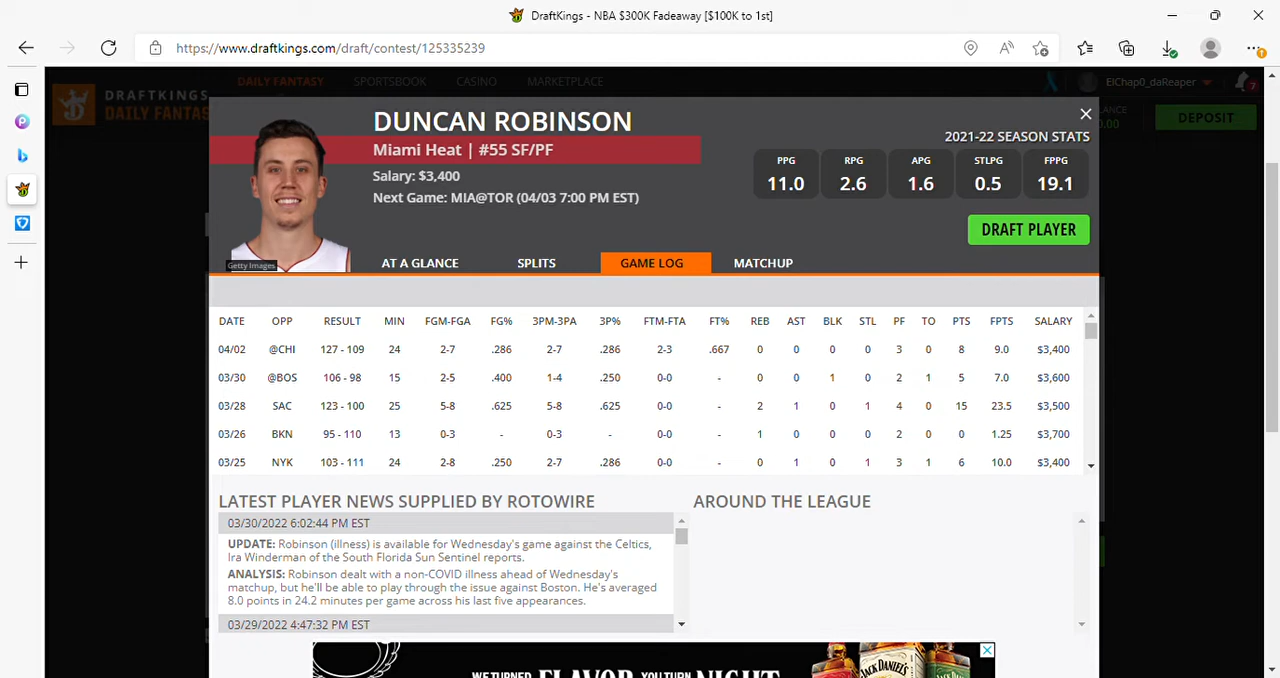 DraftKings - NBA $300K Fadeaway [$100K to 1st]
https://www.draftkings.com/draft/contest/125335239
DAILY FANTASY SPORTSBOOK CASINO MARKETPLACE
ElChap0_daReaper
7
DRAFTKINGS
DAILY FANTAS
DEPOSIT
DUNCAN ROBINSON
Miami Heat | #55 SF/PF
Salary: $3,400
Next Game: MIA@TOR (04/03 7:00 PM EST)
Getty Images
2021-22 SEASON STATS
PPG RPG APG STLPG FPPG
11.0 2.6 1.6 0.5 19.1
DRAFT PLAYER
AT A GLANCE SPLITS GAME LOG MATCHUP
DATE OPP RESULT MIN FGM-FGA FG% 3PM-3PA 3P% FTM-FTA FT% REB AST BLK STL PF TO PTS FPTS SALARY
04/02 @CHI 127 - 109 24 2-7 .286 2-7 .286 2-3 .667 0 0 0 0 3 0 8 9.0 $3,400
03/30 @BOS 106 - 98 15 2-5 .400 1-4 .250 0-0 - 0 0 1 0 2 1 5 7.0 $3,600
03/28 SAC 123 - 100 25 5-8 .625 5-8 .625 0-0 - 2 1 0 1 4 0 15 23.5 $3,500
03/26 BKN 95 - 110 13 0-3 - 0-3 - 0-0 - 1 0 0 0 2 0 0 1.25 $3,700
03/25 NYK 103 - 111 24 2-8 .250 2-7 .286 0-0 - 0 1 0 1 3 1 6 10.0 $3,400
LATEST PLAYER NEWS SUPPLIED BY ROTOWIRE
03/30/2022 6:02:44 PM EST
UPDATE: Robinson (illness) is available for Wednesday's game against the Celtics,
Ira Winderman of the South Florida Sun Sentinel reports.
ANALYSIS: Robinson dealt with a non-COVID illness ahead of Wednesday's
matchup, but he'll be able to play through the issue against Boston. He's averaged
8.0 points in 24.2 minutes per game across his last five appearances.
03/29/2022 4:47:32 PM EST
AROUND THE LEAGUE
WE TURNED FLAVOR. YOU TURN NIGHT
JACK DANIEL'S